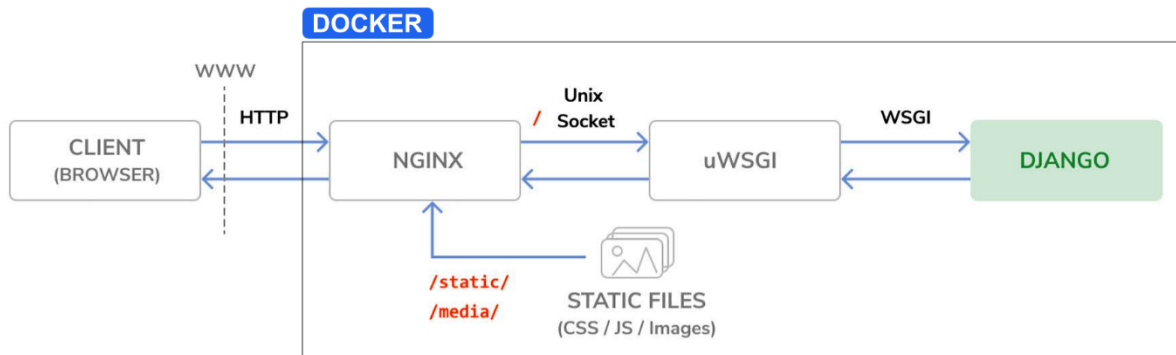 DOCKER
WWW
HTTP
CLIENT
(BROWSER)
NGINX
/
Unix
Socket
uWSGI
WSGI
DJANGO
/static/
/media/
STATIC FILES
(CSS / JS / Images)